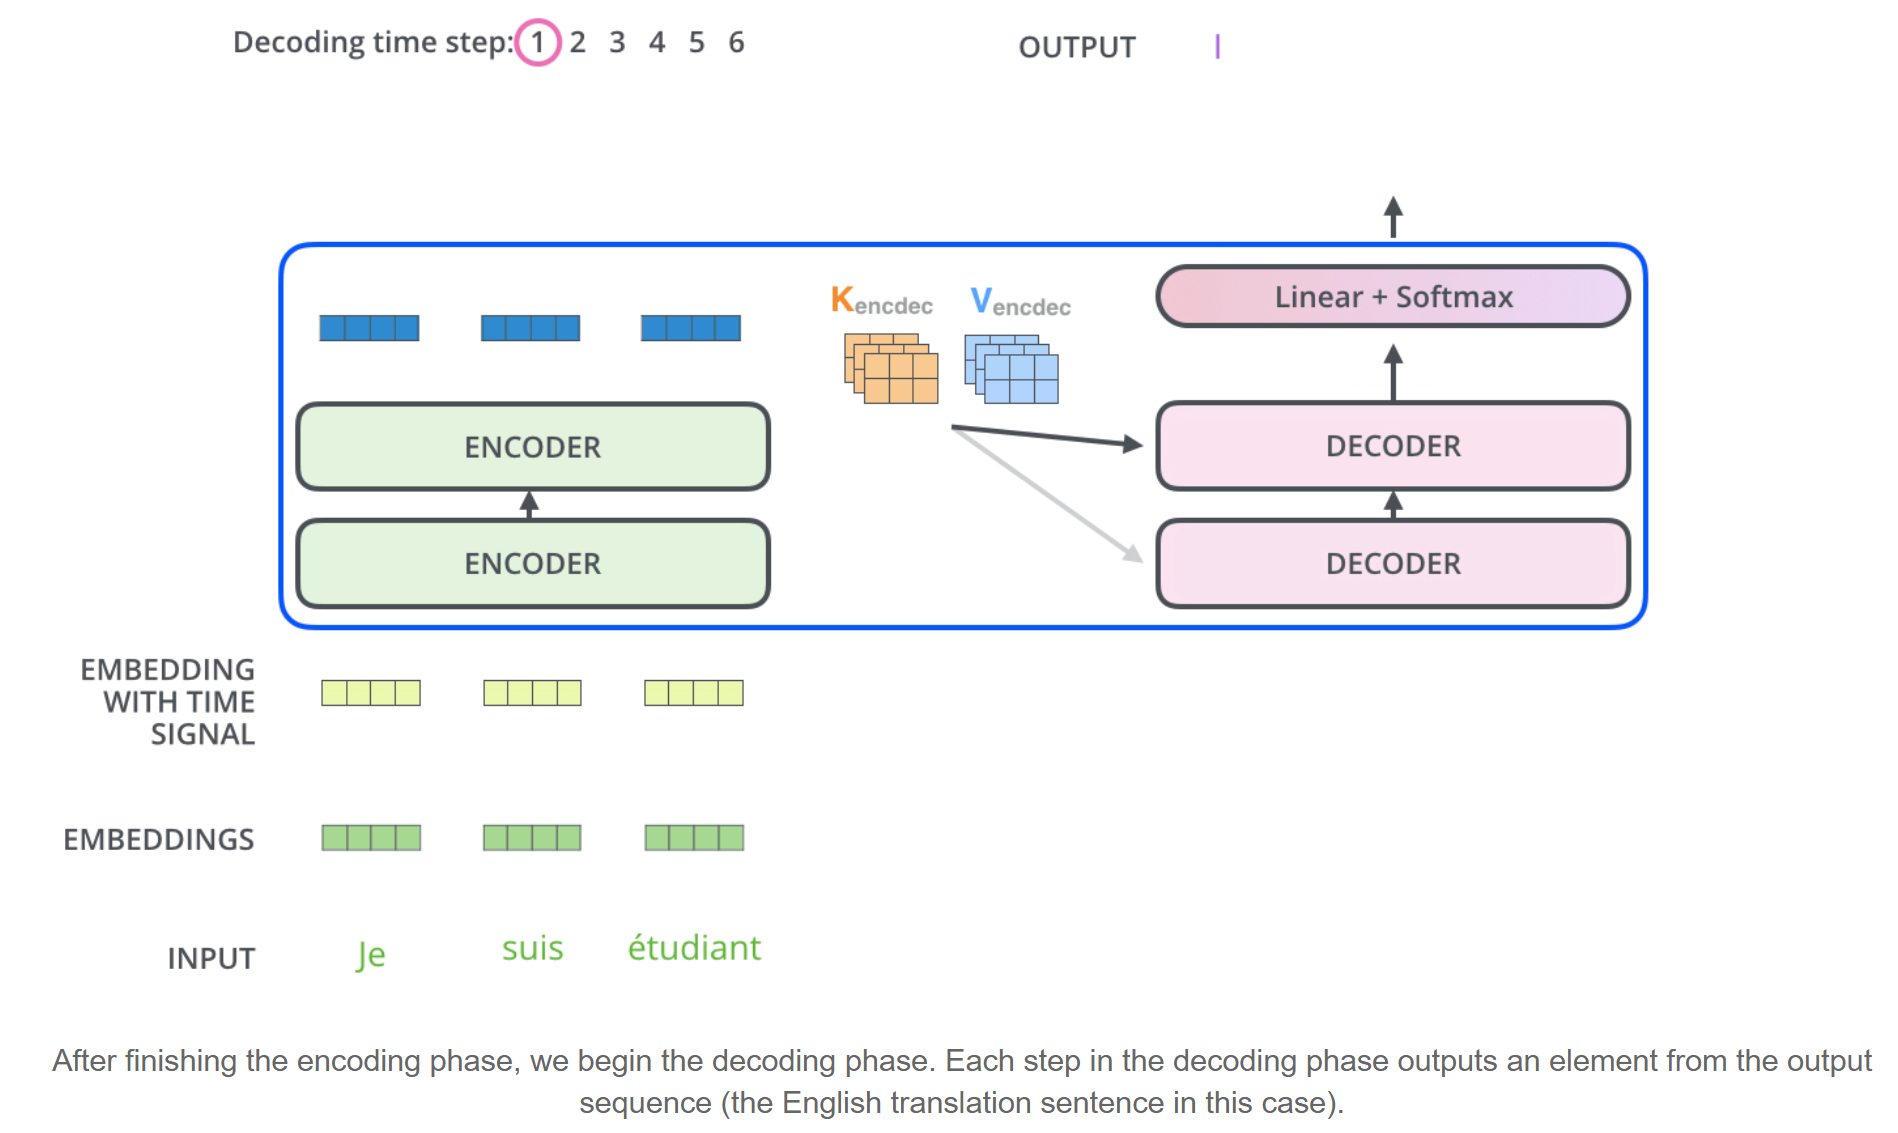 Decoding time step: 1 2 3 4 5 6
OUTPUT I
Kencdec Vencdec
Linear + Softmax
ENCODER
DECODER
ENCODER
DECODER
EMBEDDING
WITH TIME
SIGNAL
EMBEDDINGS
INPUT Je suis étudiant
After finishing the encoding phase, we begin the decoding phase. Each step in the decoding phase outputs an element from the output
sequence (the English translation sentence in this case).